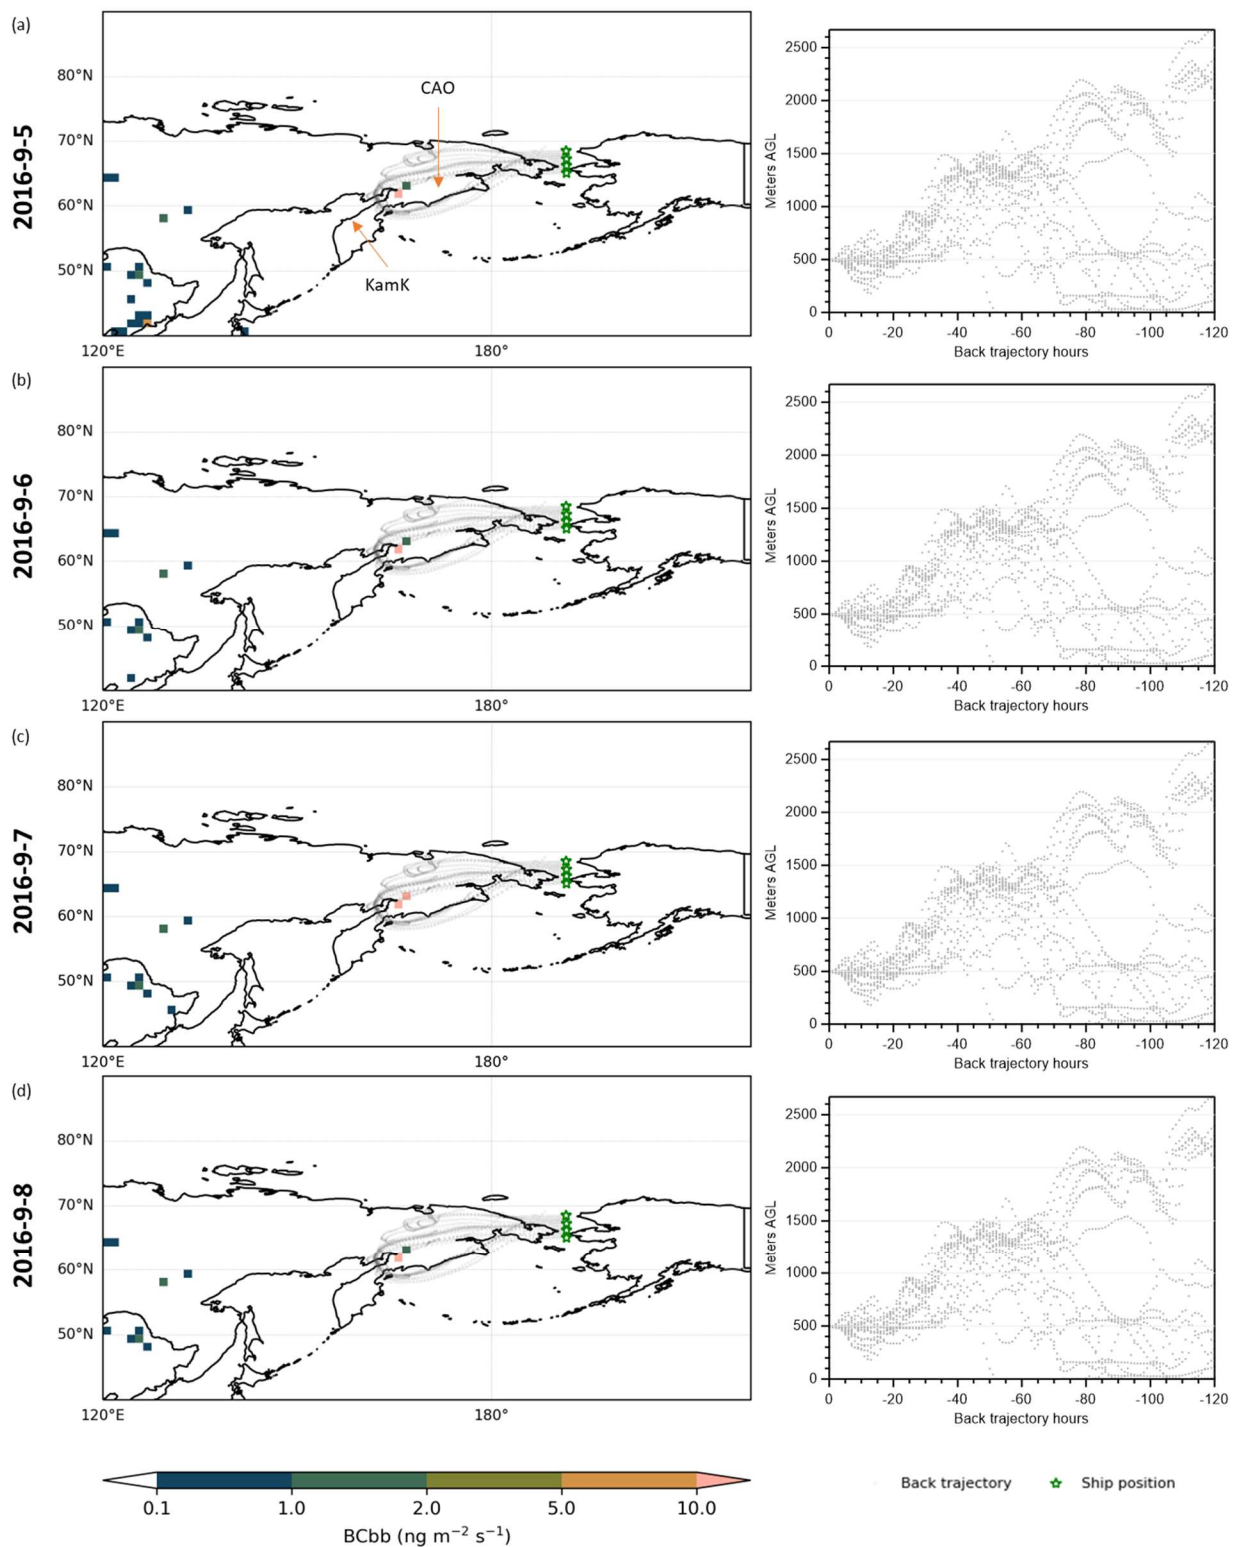 (a)
2016-9-5
80°N
70°N
60°N
50°N
120°E
180°
CAO
KamK
2500
2000
1500
1000
500
0
Meters AGL
0 -20 -40 -60 -80 -100 -120
Back trajectory hours
(b)
2016-9-6
80°N
70°N
60°N
50°N
120°E
180°
2500
2000
1500
1000
500
0
Meters AGL
0 -20 -40 -60 -80 -100 -120
Back trajectory hours
(c)
2016-9-7
80°N
70°N
60°N
50°N
120°E
180°
2500
2000
1500
1000
500
0
Meters AGL
0 -20 -40 -60 -80 -100 -120
Back trajectory hours
(d)
2016-9-8
80°N
70°N
60°N
50°N
120°E
180°
2500
2000
1500
1000
500
0
Meters AGL
0 -20 -40 -60 -80 -100 -120
Back trajectory hours
0.1 1.0 2.0 5.0 10.0
BCbb (ng m⁻² s⁻¹)
Back trajectory
Ship position